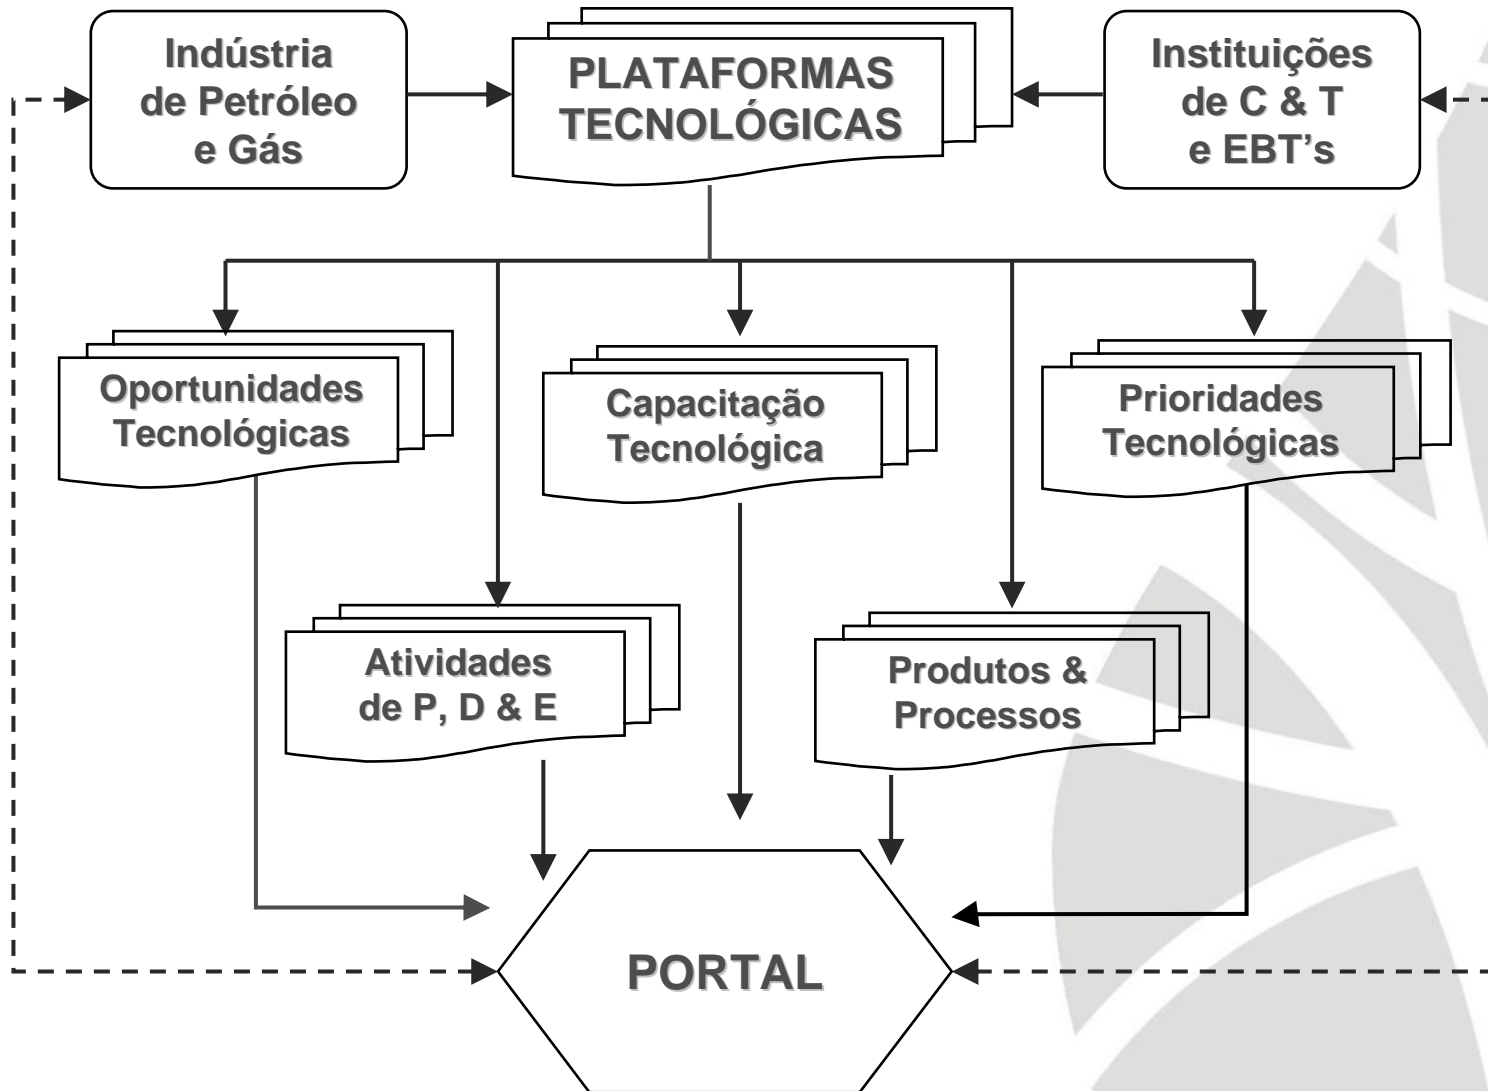 Indústria
de Petróleo
e Gás
PLATAFORMAS
TECNOLÓGICAS
Instituições
de C & T
e EBT’s
Oportunidades
Tecnológicas
Capacitação
Tecnológica
Prioridades
Tecnológicas
Atividades
de P, D & E
Produtos &
Processos
PORTAL